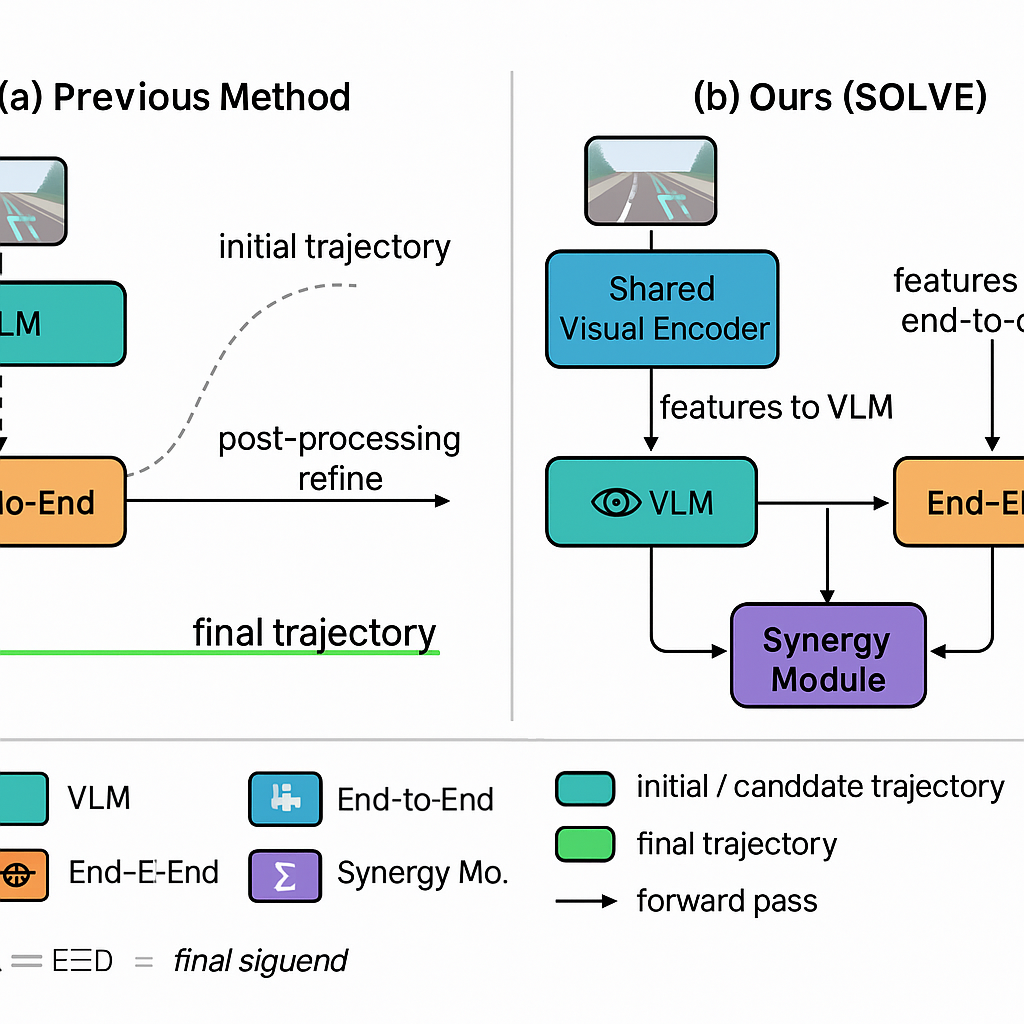 (a) Previous Method
initial trajectory
LM
post-processing
refine
lo-End
final trajectory
(b) Ours (SOLVE)
Shared
Visual Encoder
features
end-to-
features to VLM
VLM
End-El
Synergy
Module
VLM
End-to-End
End-E-End
Synergy Mo.
final siguend
initial / canddate trajectory
final trajectory
forward pass